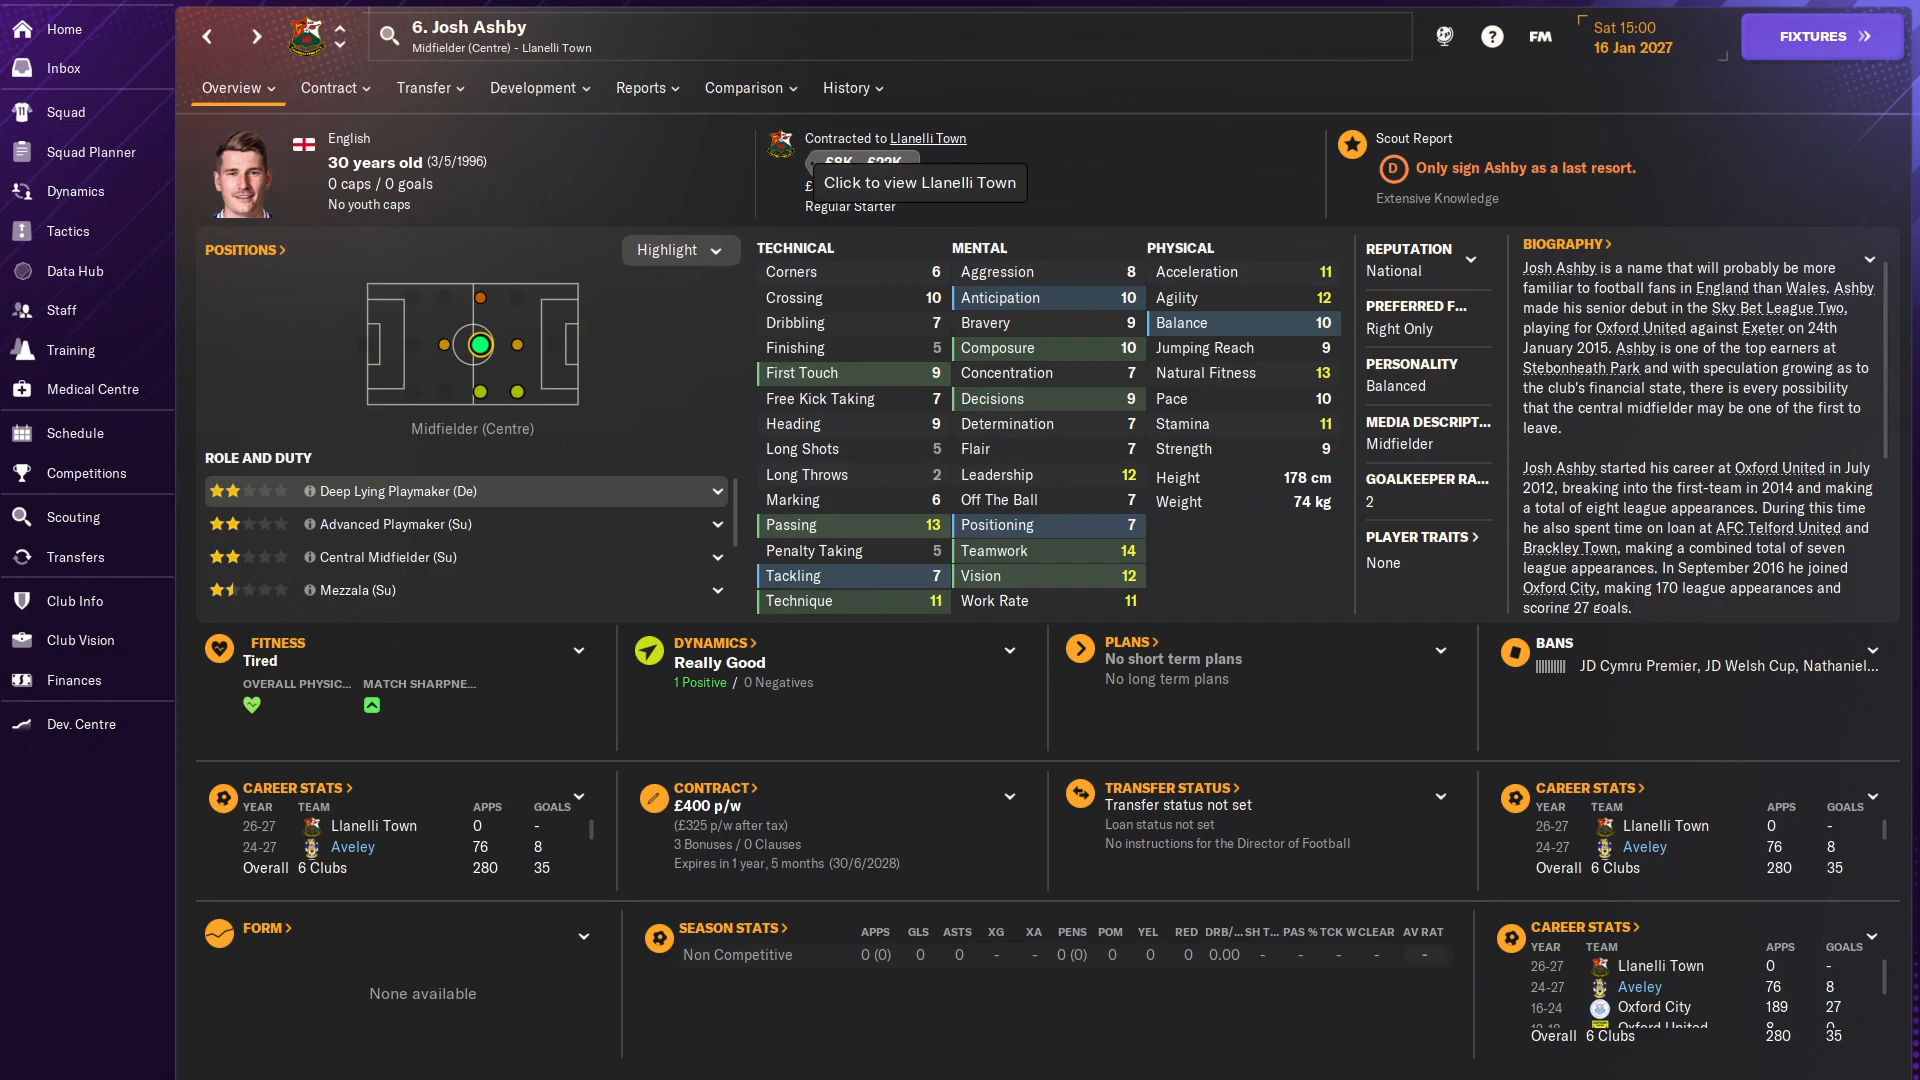 Home
Inbox
Squad
Squad Planner
Dynamics
Tactics
Data Hub
Staff
Training
Medical Centre
Schedule
Competitions
Scouting
Transfers
Club Info
Club Vision
Finances
Dev. Centre
6. Josh Ashby
Midfielder (Centre) - Llanelli Town
FM
Sat 15:00
16 Jan 2027
FIXTURES
Overview
Contract
Transfer
Development
Reports
Comparison
History
English
30 years old (3/5/1996)
0 caps / 0 goals
No youth caps
Contracted to Llanelli Town
Click to view Llanelli Town
Regular Starter
Scout Report
D Only sign Ashby as a last resort.
Extensive Knowledge
POSITIONS
Highlight
Midfielder (Centre)
ROLE AND DUTY
Deep Lying Playmaker (De)
Advanced Playmaker (Su)
Central Midfielder (Su)
Mezzala (Su)
TECHNICAL
Corners 6
Crossing 10
Dribbling 7
Finishing 5
First Touch 9
Free Kick Taking 7
Heading 9
Long Shots 5
Long Throws 2
Marking 6
Passing 13
Penalty Taking 5
Tackling 7
Technique 11
MENTAL
Aggression 8
Anticipation 10
Bravery 9
Composure 10
Concentration 7
Decisions 9
Determination 7
Flair 7
Leadership 12
Off The Ball 7
Positioning 7
Teamwork 14
Vision 12
Work Rate 11
PHYSICAL
Acceleration 11
Agility 12
Balance 10
Jumping Reach 9
Natural Fitness 13
Pace 10
Stamina 11
Strength 9
Height 178 cm
Weight 74 kg
REPUTATION
National
PREFERRED F...
Right Only
PERSONALITY
Balanced
MEDIA DESCRIPT...
Midfielder
GOALKEEPER RA...
2
PLAYER TRAITS
None
BIOGRAPHY
Josh Ashby is a name that will probably be more
familiar to football fans in England than Wales. Ashby
made his senior debut in the Sky Bet League Two,
playing for Oxford United against Exeter on 24th
January 2015. Ashby is one of the top earners at
Stebonheath Park and with speculation growing as to
the club's financial state, there is every possibility
that the central midfielder may be one of the first to
leave.
Josh Ashby started his career at Oxford United in July
2012, breaking into the first-team in 2014 and making
a total of eight league appearances. During this time
he also spent time on loan at AFC Telford United and
Brackley Town, making a combined total of seven
league appearances. In September 2016 he joined
Oxford City, making 170 league appearances and
scoring 27 goals.
FITNESS
Tired
OVERALL PHYSIC... MATCH SHARPNE...
DYNAMICS
Really Good
1 Positive / 0 Negatives
PLANS
No short term plans
No long term plans
BANS
JD Cymru Premier, JD Welsh Cup, Nathaniel...
CAREER STATS
YEAR TEAM APPS GOALS
26-27 Llanelli Town 0 -
24-27 Aveley 76 8
Overall 6 Clubs 280 35
CONTRACT
£400 p/w
(£325 p/w after tax)
3 Bonuses / 0 Clauses
Expires in 1 year, 5 months (30/6/2028)
TRANSFER STATUS
Transfer status not set
Loan status not set
No instructions for the Director of Football
CAREER STATS
YEAR TEAM APPS GOALS
26-27 Llanelli Town 0 -
24-27 Aveley 76 8
Overall 6 Clubs 280 35
FORM
None available
SEASON STATS APPS GLS ASTS XG XA PENS POM YEL RED DRB/... SH T... PAS % TCK W CLEAR AV RAT
Non Competitive 0 (0) 0 0 - - 0 (0) 0 0 0 0.00 - - - - -
CAREER STATS
YEAR TEAM APPS GOALS
26-27 Llanelli Town 0 -
24-27 Aveley 76 8
16-24 Oxford City 189 27
Oxford United
Overall 6 Clubs 280 35